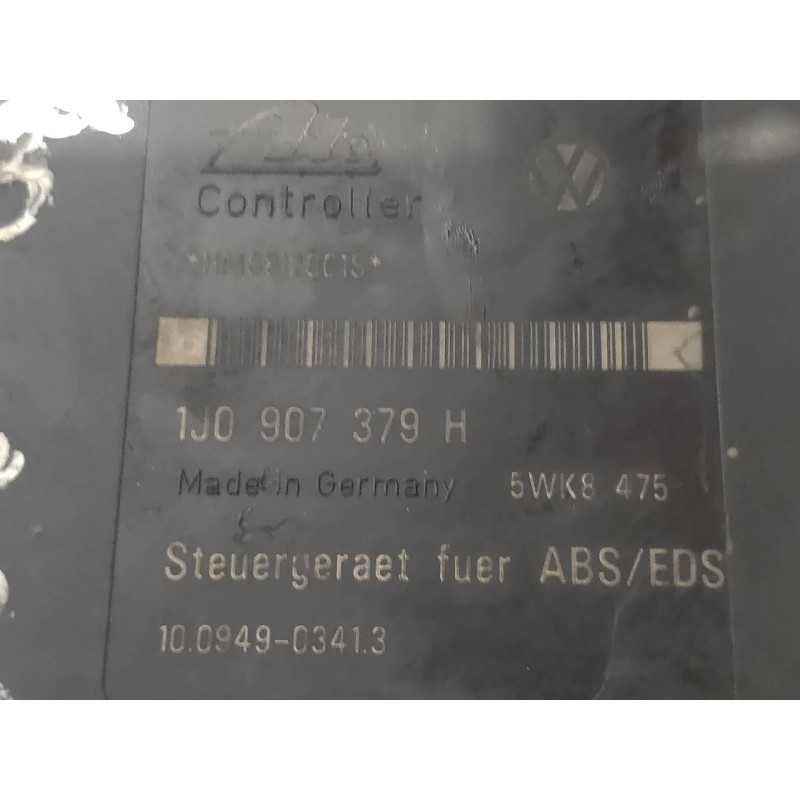 Controller
1J0 907 379 H
Made in Germany 5WK8 475
Steuergeraet fuer ABS/EDS
10.0949-0341.3